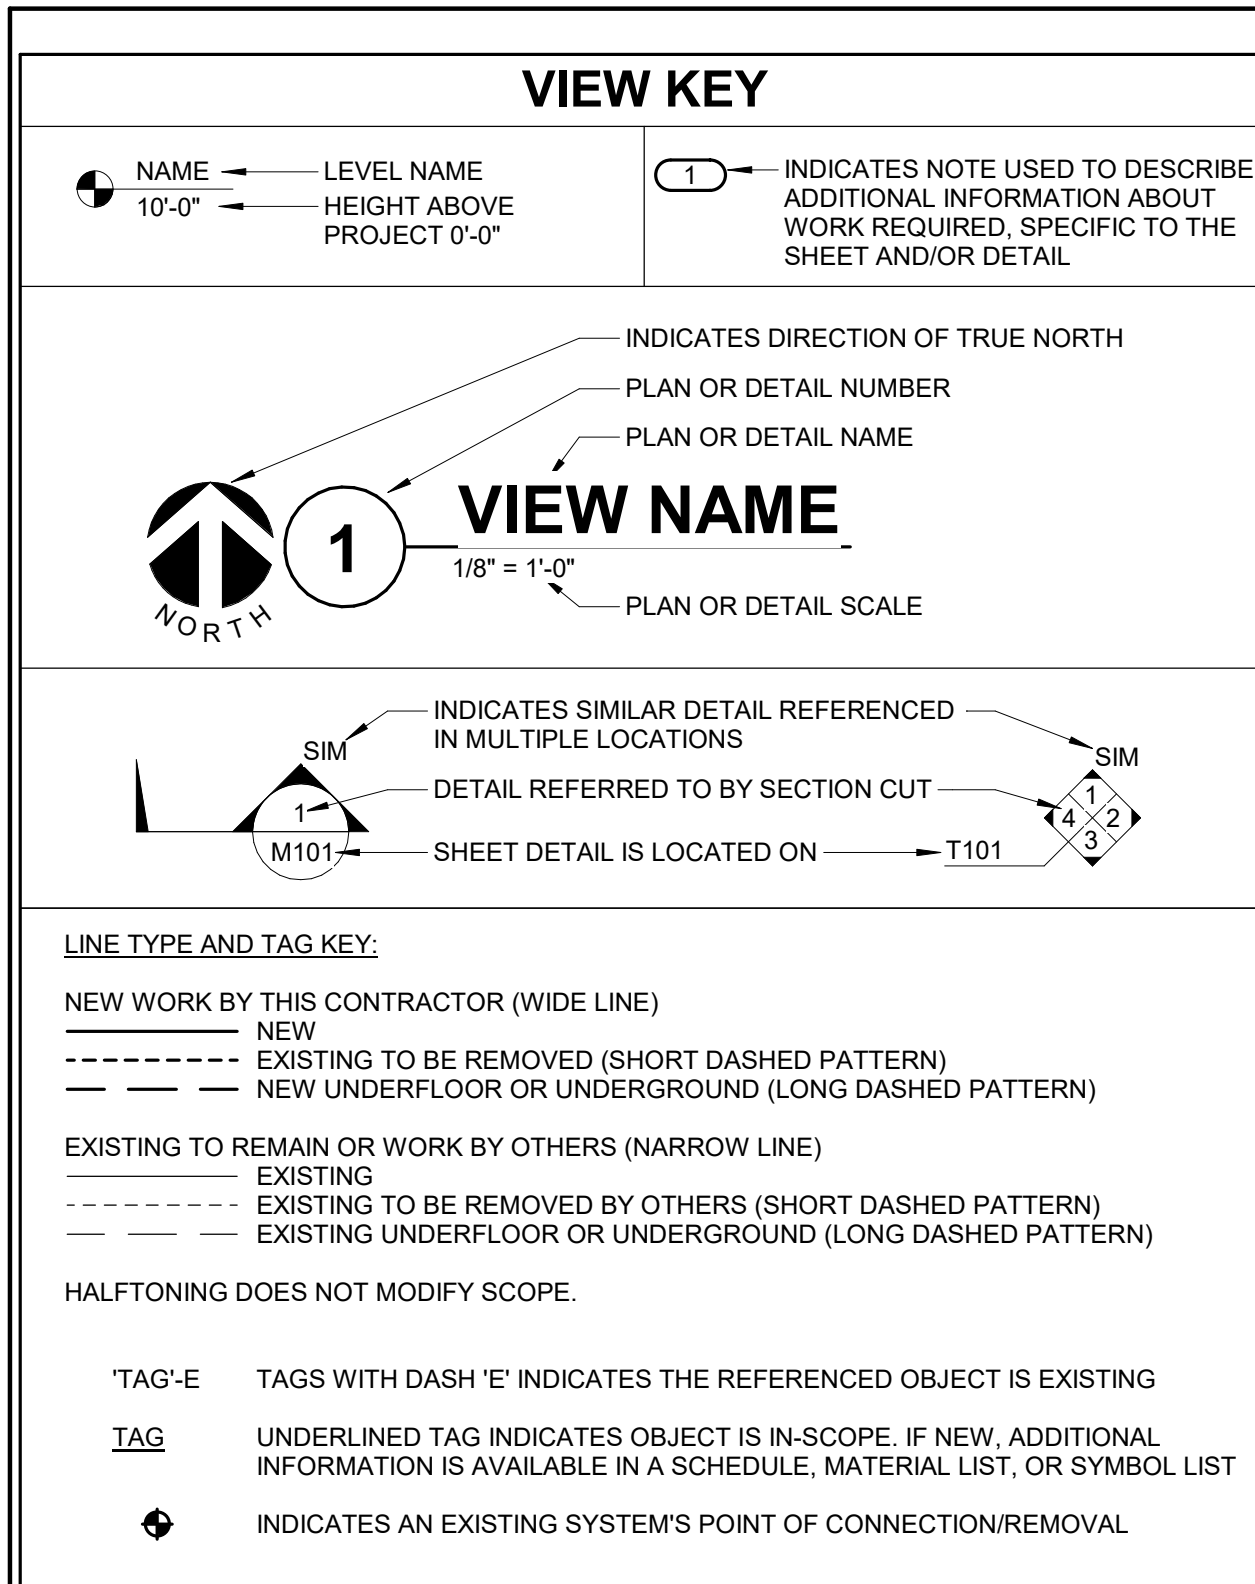 VIEW KEY
NAME
10'-0"
LEVEL NAME
HEIGHT ABOVE
PROJECT 0'-0"
1
INDICATES NOTE USED TO DESCRIBE
ADDITIONAL INFORMATION ABOUT
WORK REQUIRED, SPECIFIC TO THE
SHEET AND/OR DETAIL
INDICATES DIRECTION OF TRUE NORTH
PLAN OR DETAIL NUMBER
PLAN OR DETAIL NAME
NORTH
1
VIEW NAME
1/8" = 1'-0"
PLAN OR DETAIL SCALE
INDICATES SIMILAR DETAIL REFERENCED
IN MULTIPLE LOCATIONS
SIM
SIM
1
DETAIL REFERRED TO BY SECTION CUT
1
4 2
3
M101
SHEET DETAIL IS LOCATED ON
T101
LINE TYPE AND TAG KEY:
NEW WORK BY THIS CONTRACTOR (WIDE LINE)
NEW
EXISTING TO BE REMOVED (SHORT DASHED PATTERN)
NEW UNDERFLOOR OR UNDERGROUND (LONG DASHED PATTERN)
EXISTING TO REMAIN OR WORK BY OTHERS (NARROW LINE)
EXISTING
EXISTING TO BE REMOVED BY OTHERS (SHORT DASHED PATTERN)
EXISTING UNDERFLOOR OR UNDERGROUND (LONG DASHED PATTERN)
HALFTONING DOES NOT MODIFY SCOPE.
'TAG'-E TAGS WITH DASH 'E' INDICATES THE REFERENCED OBJECT IS EXISTING
TAG UNDERLINED TAG INDICATES OBJECT IS IN-SCOPE. IF NEW, ADDITIONAL
INFORMATION IS AVAILABLE IN A SCHEDULE, MATERIAL LIST, OR SYMBOL LIST
INDICATES AN EXISTING SYSTEM'S POINT OF CONNECTION/REMOVAL